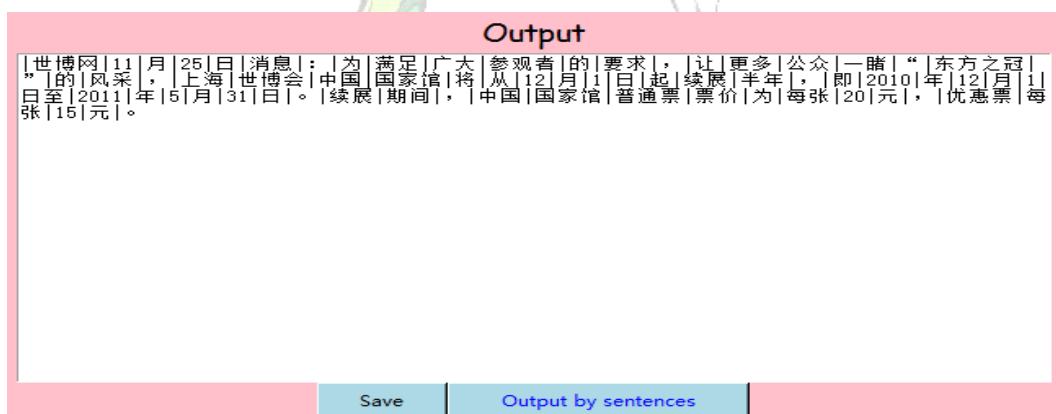 Output
|世博网|11|月|25|日|消息|：|为|满足|广大|参观者|的|要求|，|让|更多|公众|一睹|“|东方之冠|
”|的|风采|，|上海|世博会|中国|国家馆|将|从|12|月|1|日|起|续展|半年|，|即|2010|年|12|月|1|
日至|2011|年|5|月|31|日|。|续展|期间|，|中国|国家馆|普通票|票价|为|每张|20|元|，|优惠票|每
张|15|元|。
Save
Output by sentences